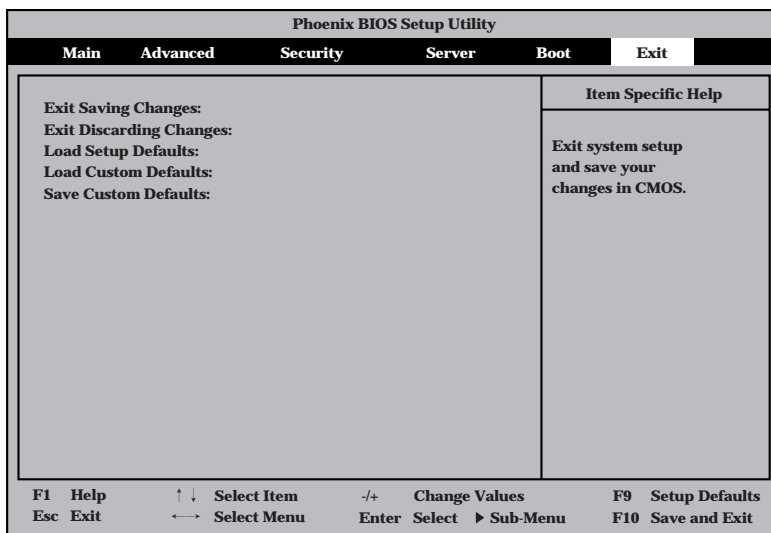 Phoenix BIOS Setup Utility
Main Advanced Security Server Boot Exit
Exit Saving Changes:
Exit Discarding Changes:
Load Setup Defaults:
Load Custom Defaults:
Save Custom Defaults:
Item Specific Help
Exit system setup
and save your
changes in CMOS.
F1 Help ↑ ↓ Select Item -/+ Change Values F9 Setup Defaults
Esc Exit ←→ Select Menu Enter Select ▶ Sub-Menu F10 Save and Exit